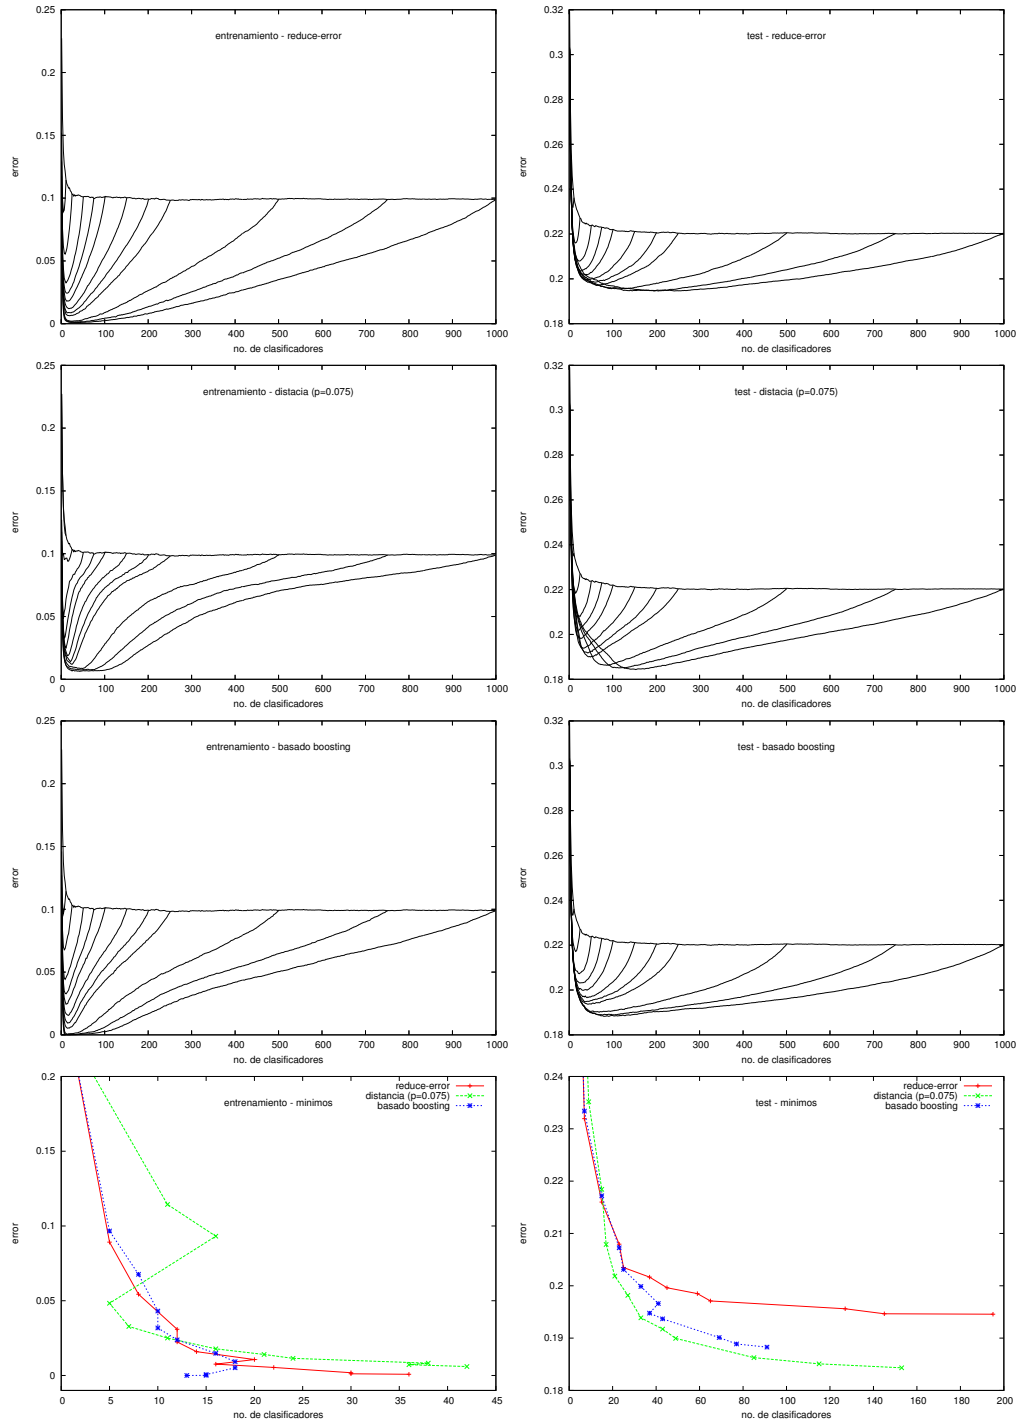 entrenamiento - reduce-error
error
0.25
0.2
0.15
0.1
0.05
0
0 100 200 300 400 500 600 700 800 900 1000
no. de clasificadores
test - reduce-error
error
0.32
0.3
0.28
0.26
0.24
0.22
0.2
0.18
0 100 200 300 400 500 600 700 800 900 1000
no. de clasificadores
entrenamiento - distacia (p=0.075)
error
0.25
0.2
0.15
0.1
0.05
0
0 100 200 300 400 500 600 700 800 900 1000
no. de clasificadores
test - distacia (p=0.075)
error
0.32
0.3
0.28
0.26
0.24
0.22
0.2
0.18
0 100 200 300 400 500 600 700 800 900 1000
no. de clasificadores
entrenamiento - basado boosting
error
0.25
0.2
0.15
0.1
0.05
0
0 100 200 300 400 500 600 700 800 900 1000
no. de clasificadores
test - basado boosting
error
0.32
0.3
0.28
0.26
0.24
0.22
0.2
0.18
0 100 200 300 400 500 600 700 800 900 1000
no. de clasificadores
entrenamiento - minimos
reduce-error
distancia (p=0.075)
basado boosting
error
0.2
0.15
0.1
0.05
0
0 5 10 15 20 25 30 35 40 45
no. de clasificadores
test - minimos
reduce-error
distancia (p=0.075)
basado boosting
error
0.24
0.23
0.22
0.21
0.2
0.19
0.18
0 20 40 60 80 100 120 140 160 180 200
no. de clasificadores